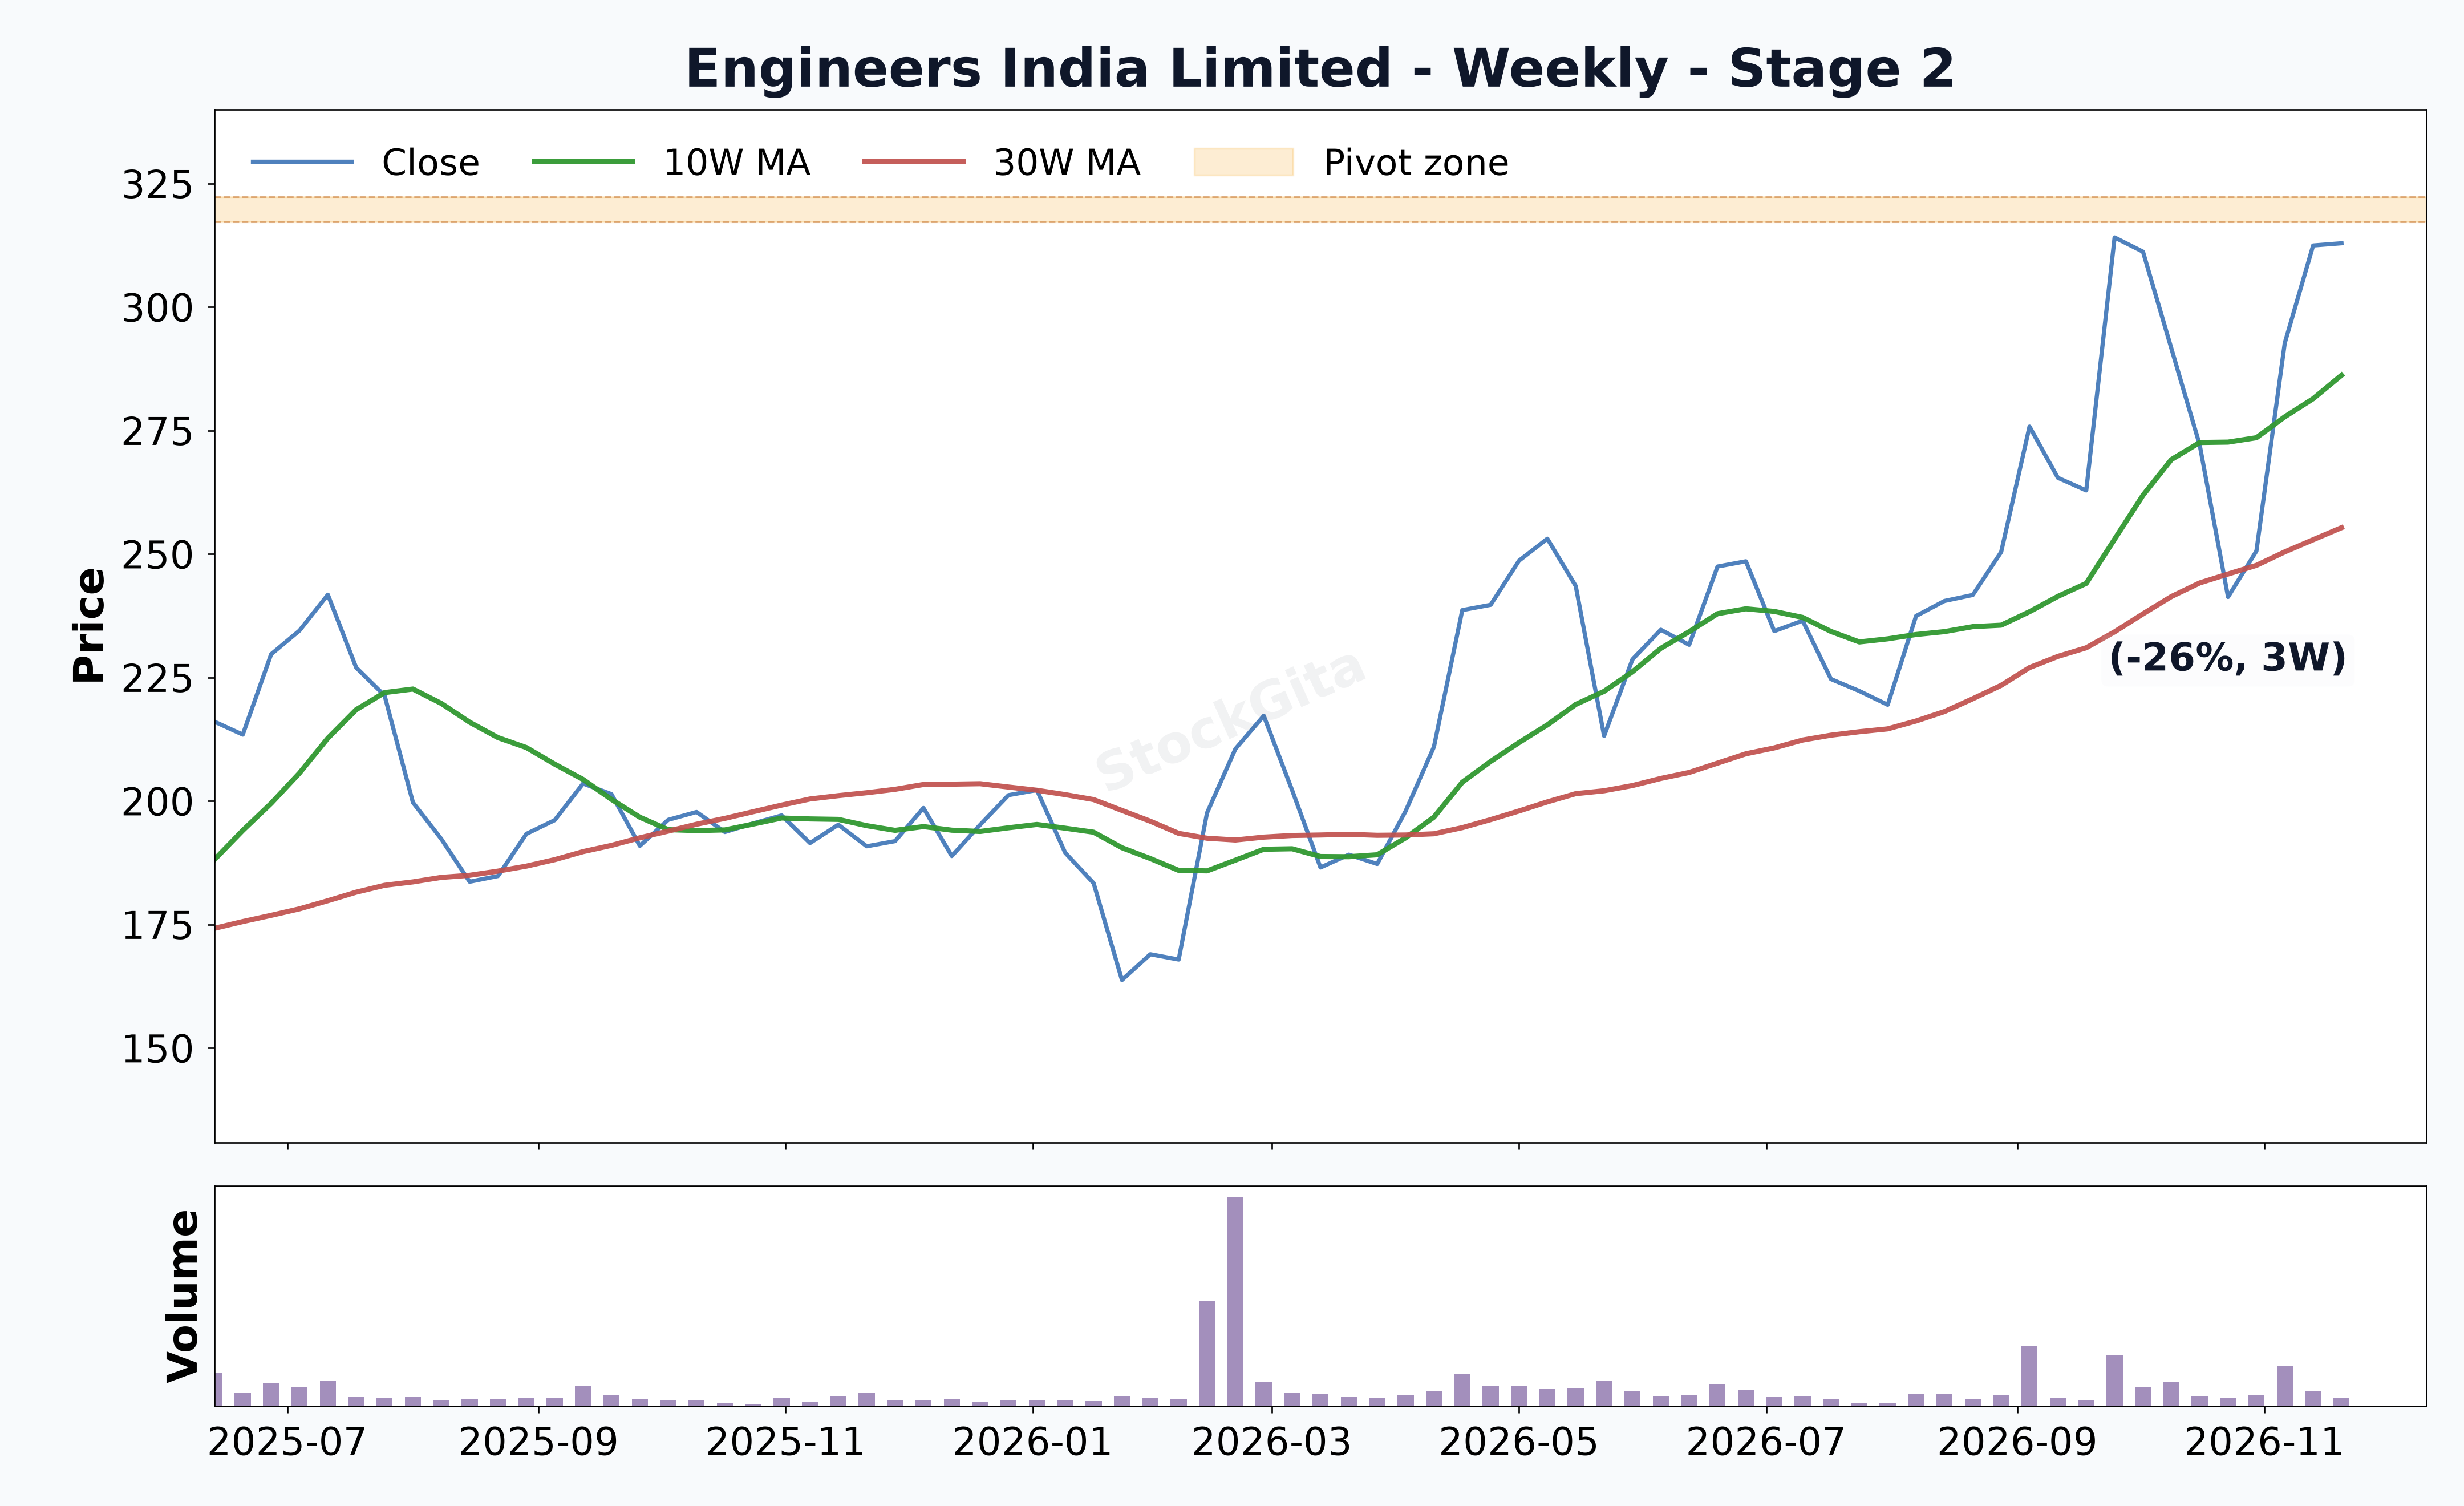 Engineers India Limited - Weekly - Stage 2
Close 10W MA 30W MA Pivot zone
Price
325
300
275
250
225
200
175
150
(-26%, 3W)
StockGita
Volume
2025-07 2025-09 2025-11 2026-01 2026-03 2026-05 2026-07 2026-09 2026-11